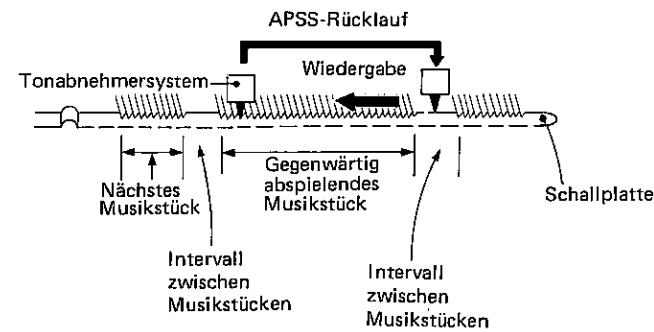 APSS-Rücklauf
Tonabnehmersystem
Wiedergabe
Nächstes
Musikstück
Gegenwärtig
abspielendes
Musikstück
Schallplatte
Intervall
zwischen
Musikstücken
Intervall
zwischen
Musikstücken